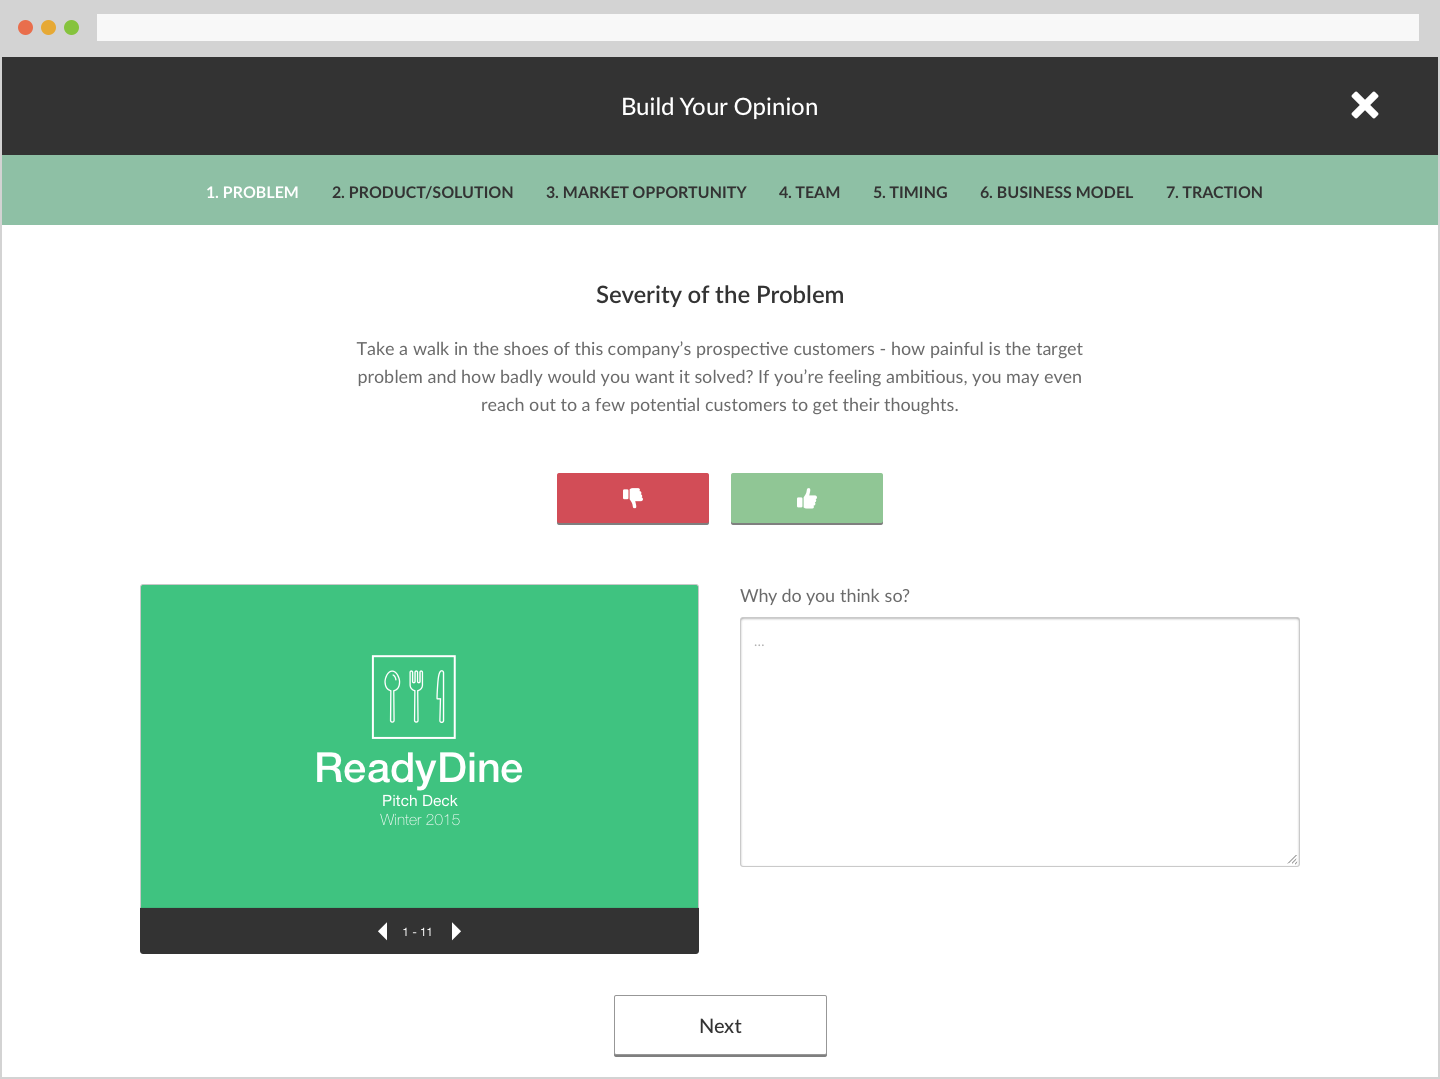 Build Your Opinion
1. PROBLEM 2. PRODUCT/SOLUTION 3. MARKET OPPORTUNITY 4. TEAM 5. TIMING 6. BUSINESS MODEL 7. TRACTION
Severity of the Problem
Take a walk in the shoes of this company’s prospective customers - how painful is the target
problem and how badly would you want it solved? If you’re feeling ambitious, you may even
reach out to a few potential customers to get their thoughts.
ReadyDine
Pitch Deck
Winter 2015
1 - 11
Why do you think so?
...
Next